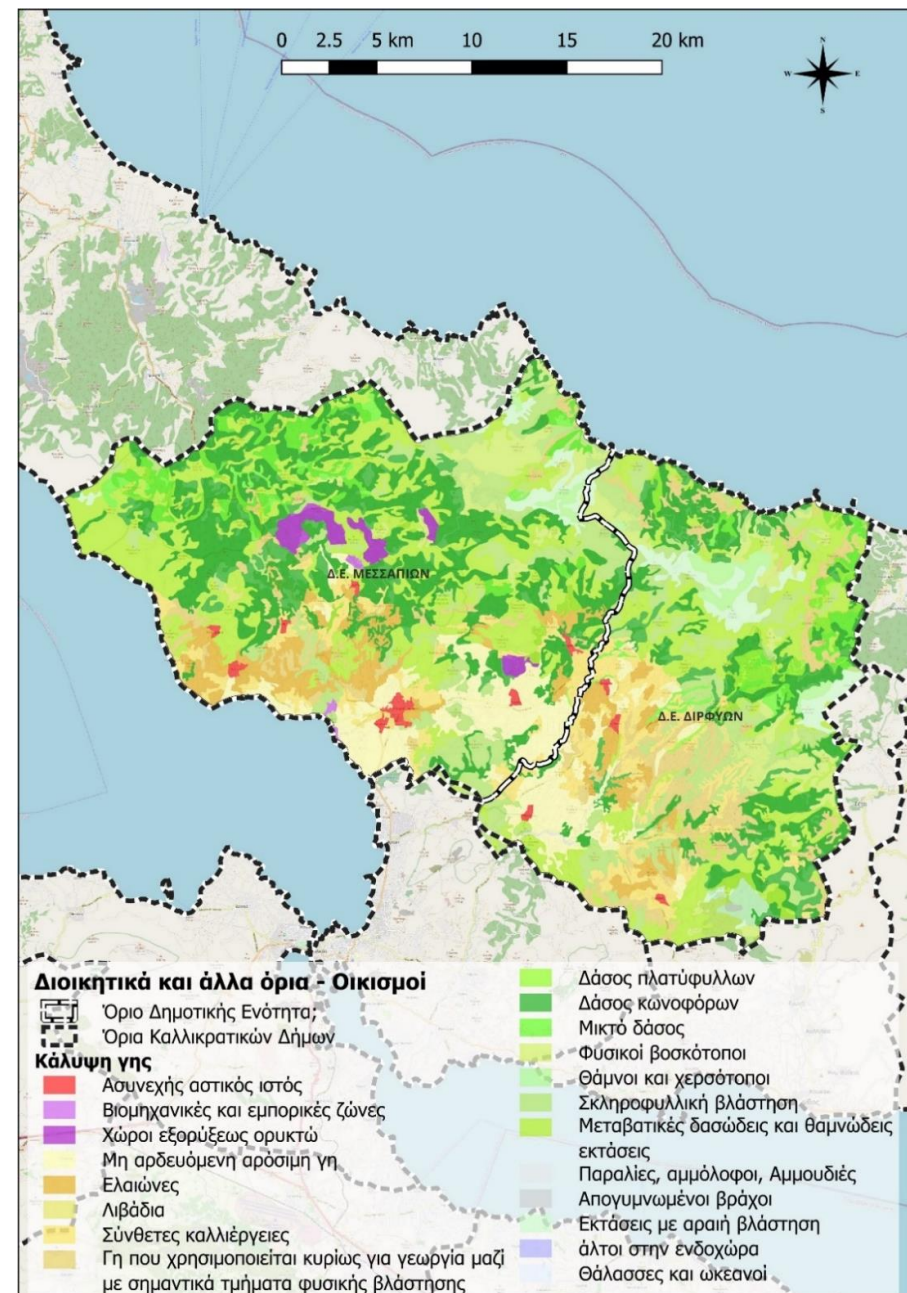 0 2.5 5 km 10 15 20 km
N
W E
S
Δ.Ε. ΜΕΣΣΑΠΙΩΝ
Δ.Ε. ΔΙΡΦΥΩΝ
Διοικητικά και άλλα όρια - Οικισμοί
Όριο Δημοτικής Ενότητα;
Όρια Καλλικρατικών Δήμων
Κάλυψη γης
Ασυνεχής αστικός ιστός
Βιομηχανικές και εμπορικές ζώνες
Χώροι εξορύξεως ορυκτώ
Μη αρδευόμενη αρόσιμη γη
Ελαιώνες
Λιβάδια
Σύνθετες καλλιέργειες
Γη που χρησιμοποιείται κυρίως για γεωργία μαζί
με σημαντικά τμήματα φυσικής βλάστησης
Δάσος πλατύφυλλων
Δάσος κωνοφόρων
Μικτό δάσος
Φυσικοί βοσκότοποι
Θάμνοι και χερσότοποι
Σκληροφυλλική βλάστηση
Μεταβατικές δασώδεις και θαμνώδεις
εκτάσεις
Παραλίες, αμμόλοφοι, Αμμουδιές
Απογυμνωμένοι βράχοι
Εκτάσεις με αραιή βλάστηση
άλτοι στην ενδοχώρα
Θάλασσες και ωκεανοί